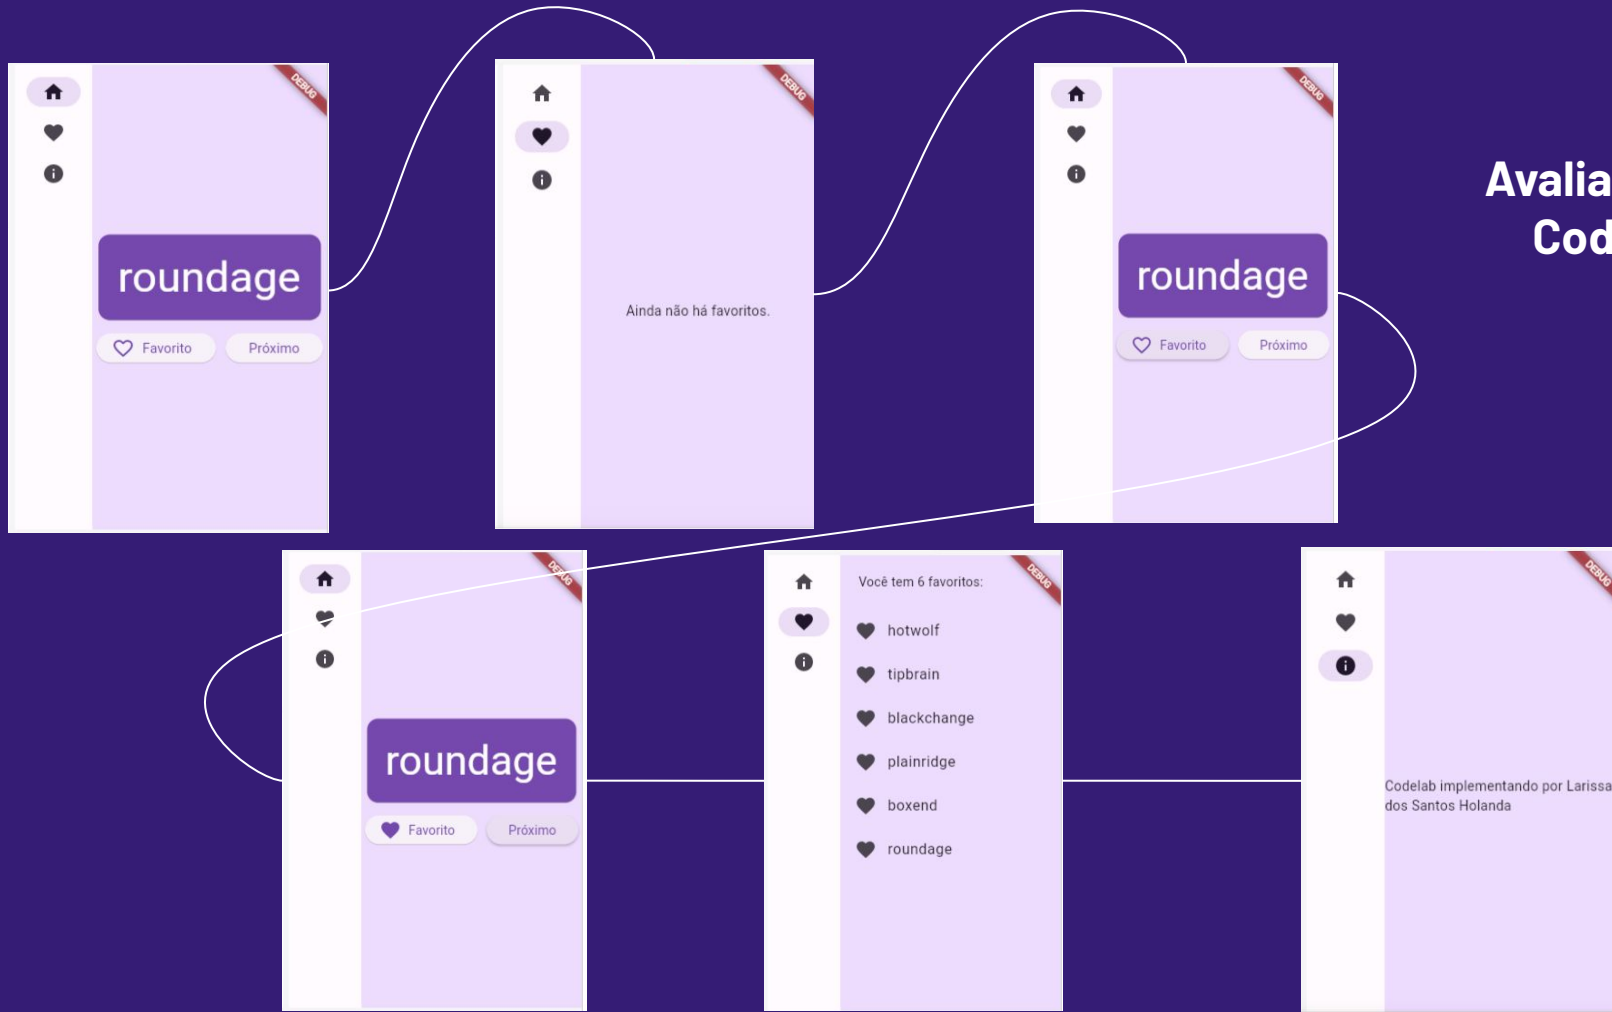 DEBUG
roundage
Favorito
Próximo
DEBUG
Ainda não há favoritos.
DEBUG
roundage
Favorito
Próximo
Avalia
Cod
DEBUG
roundage
Favorito
Próximo
DEBUG
Você tem 6 favoritos:
hotwolf
tipbrain
blackchange
plainridge
boxend
roundage
DEBUG
Codelab implementando por Larissa
dos Santos Holanda